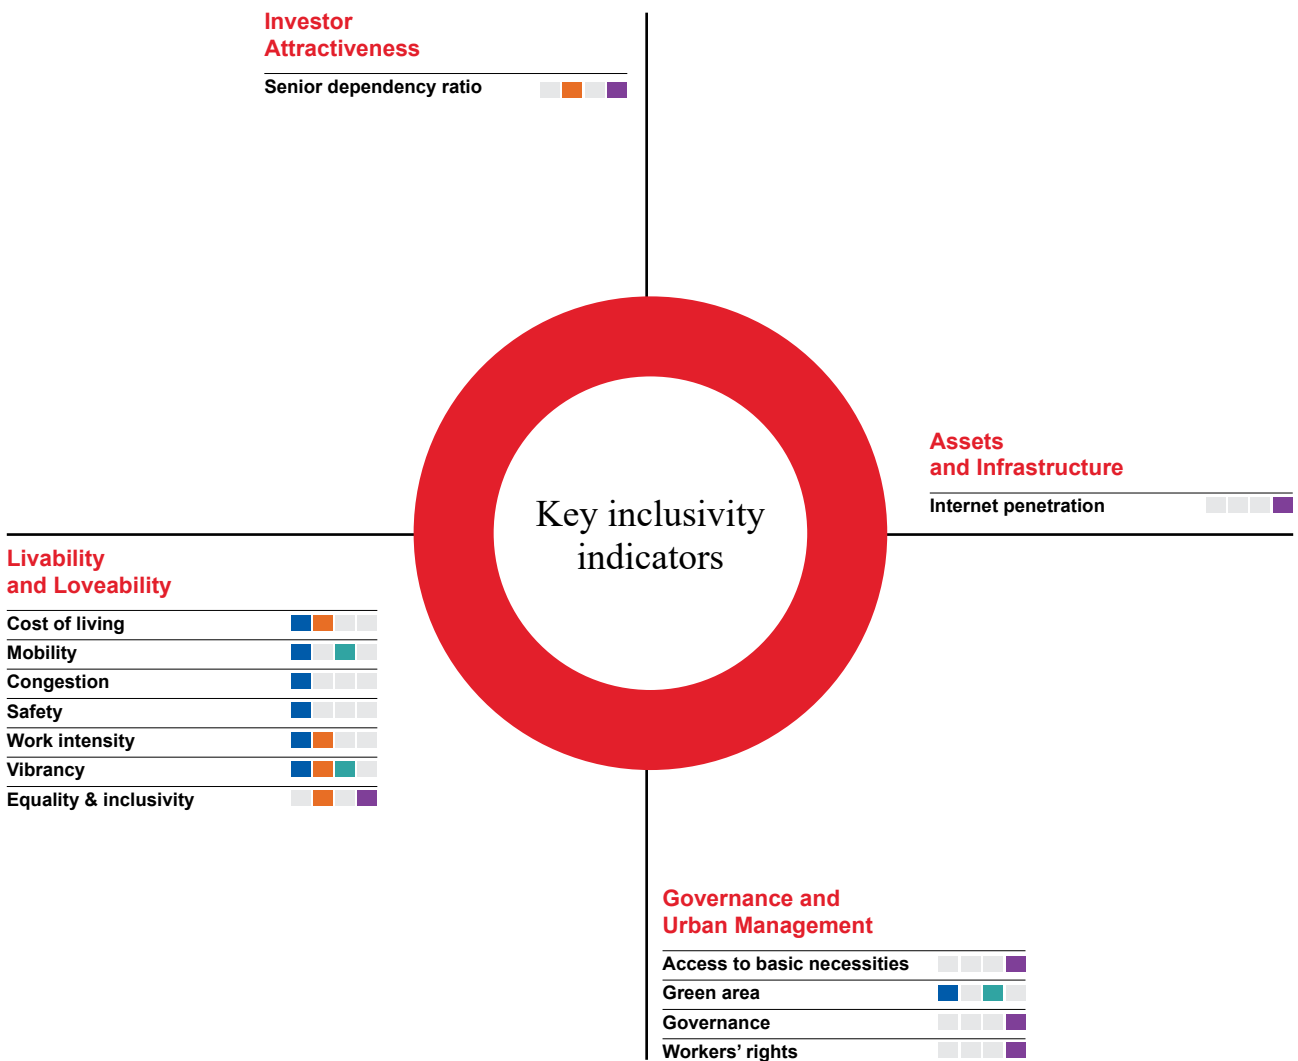 Investor
Attractiveness
Senior dependency ratio
Assets
and Infrastructure
Internet penetration
Key inclusivity
indicators
Livability
and Loveability
Cost of living
Mobility
Congestion
Safety
Work intensity
Vibrancy
Equality & inclusivity
Governance and
Urban Management
Access to basic necessities
Green area
Governance
Workers’ rights